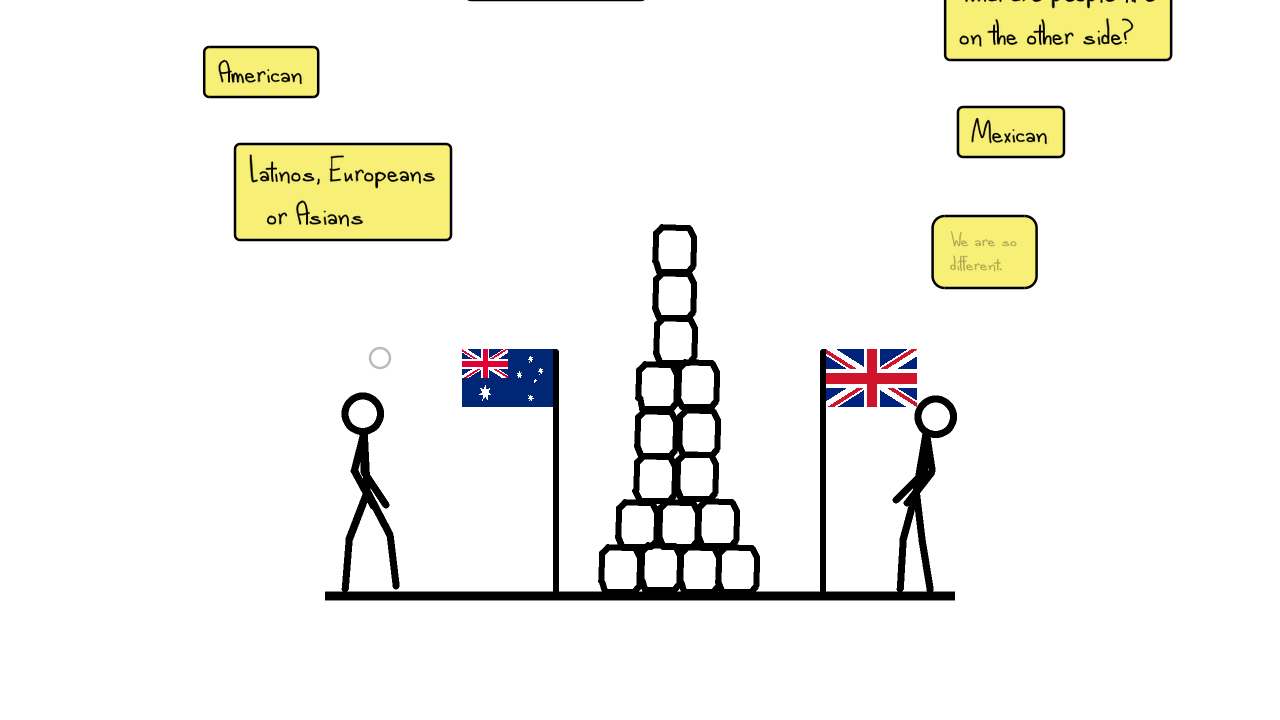 on the other side?
American
Mexican
Latinos, Europeans
or Asians
We are so
different.